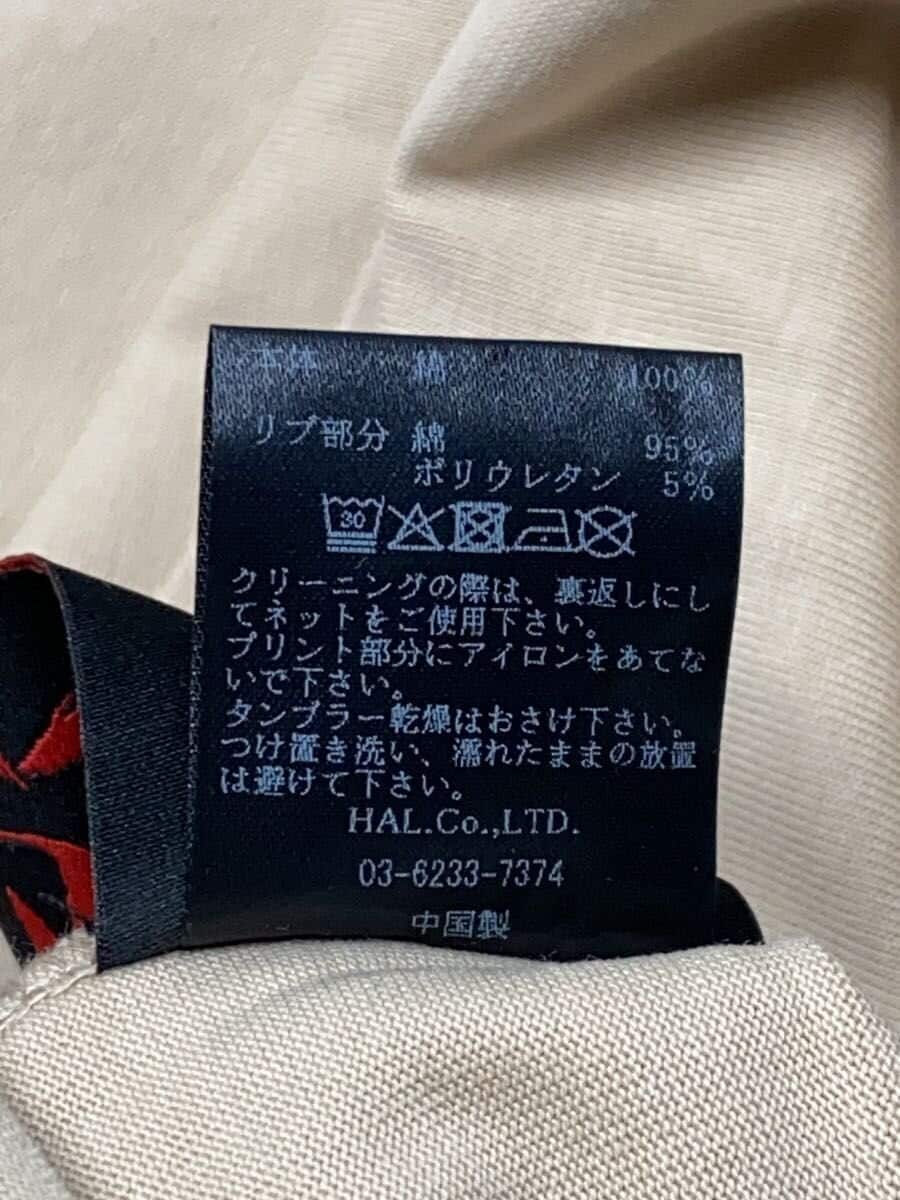 本体 綿 100%
リブ部分 綿 95%
ポリウレタン 5%
30
クリーニングの際は、裏返しにし
てネットをご使用下さい。
プリント部分にアイロンをあてな
いで下さい。
タンブラー乾燥はおさけ下さい。
つけ置き洗い、濡れたままの放置
は避けて下さい。
HAL.Co.,LTD.
03-6233-7374
中国製